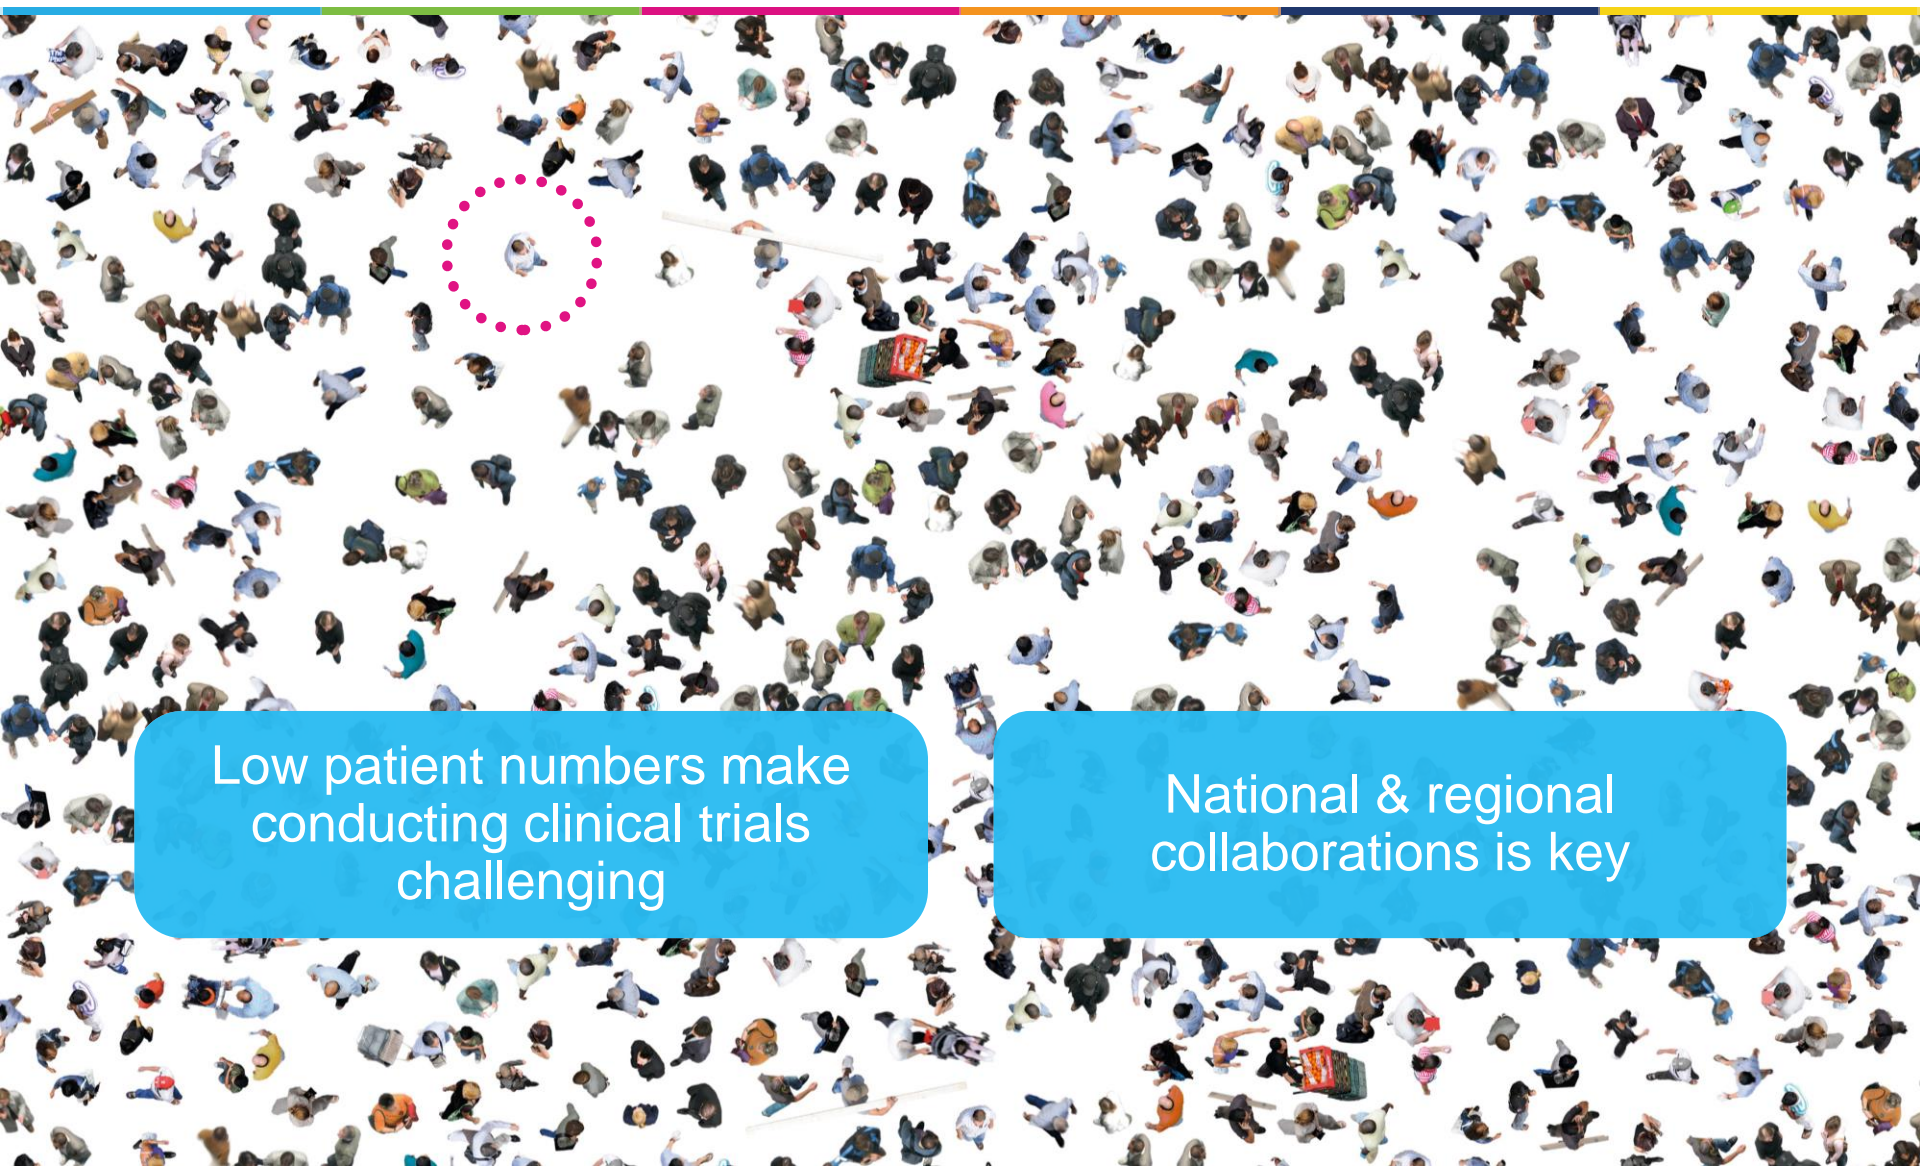 Low patient numbers make
conducting clinical trials
challenging
National & regional
collaborations is key